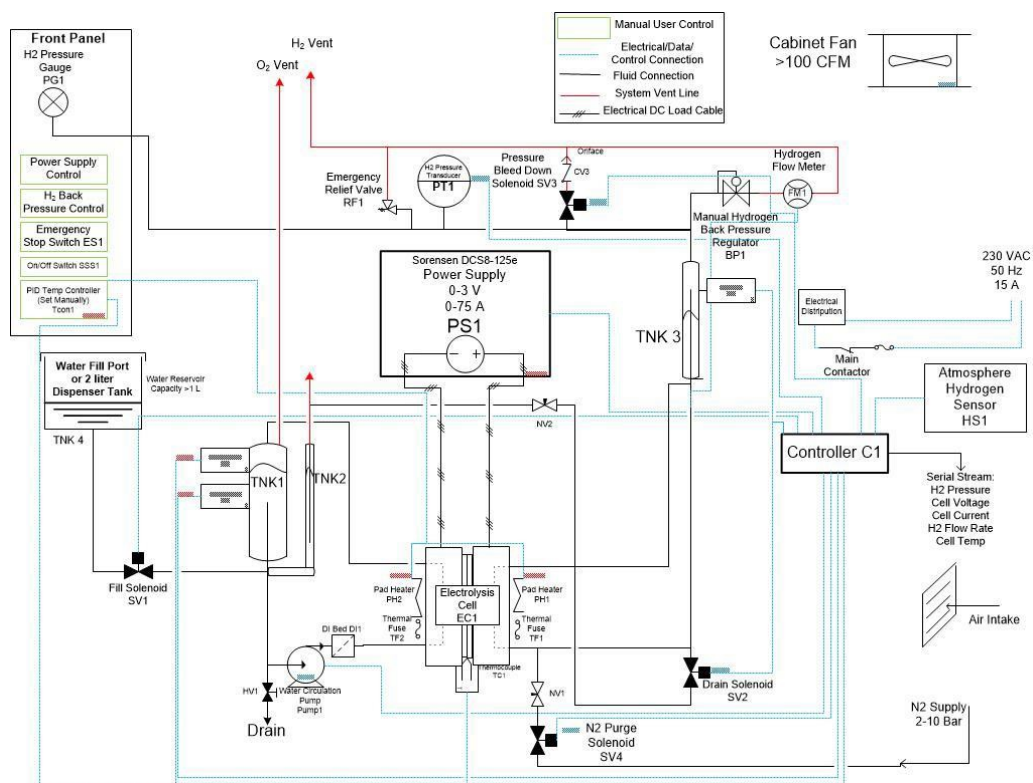 Front Panel
H2 Pressure
Gauge
PG1
Power Supply
Control
H2 Back
Pressure Control
Emergency
Stop Switch ES1
On/Off Switch SSS1
PID Temp Controller
(Set Manually)
Tcon1
H2 Vent
O2 Vent
Manual User Control
Electrical/Data/
Control Connection
Fluid Connection
System Vent Line
Electrical DC Load Cable
Cabinet Fan
>100 CFM
Emergency
Relief Valve
RF1
H2 Pressure
Transducer
PT1
Pressure
Bleed Down
Solenoid SV3
Oriface
CV3
Hydrogen
Flow Meter
FM1
Manual Hydrogen
Back Pressure
Regulator
BP1
Sorensen DCS8-125e
Power Supply
0-3 V
0-75 A
PS1
TNK 3
230 VAC
50 Hz
15 A
Electrical
Distripution
Main
Contactor
Atmosphere
Hydrogen
Sensor
HS1
Water Fill Port
or 2 liter
Dispenser Tank
Water Reservoir
Capacity >1 L
TNK 4
NV2
TNK1
TNK2
Controller C1
Serial Stream:
H2 Pressure
Cell Voltage
Cell Current
H2 Flow Rate
Cell Temp
Fill Solenoid
SV1
Pad Heater
PH2
Thermal
Fuse
TF2
Electrolysis
Cell
EC1
Pad Heater
PH1
Thermal
Fuse
TF1
Thermocouple
TC1
DI Bed DI1
HV1
Water Circulation
Pump
Pump1
Drain
NV1
Drain Solenoid
SV2
N2 Purge
Solenoid
SV4
Air Intake
N2 Supply
2-10 Bar